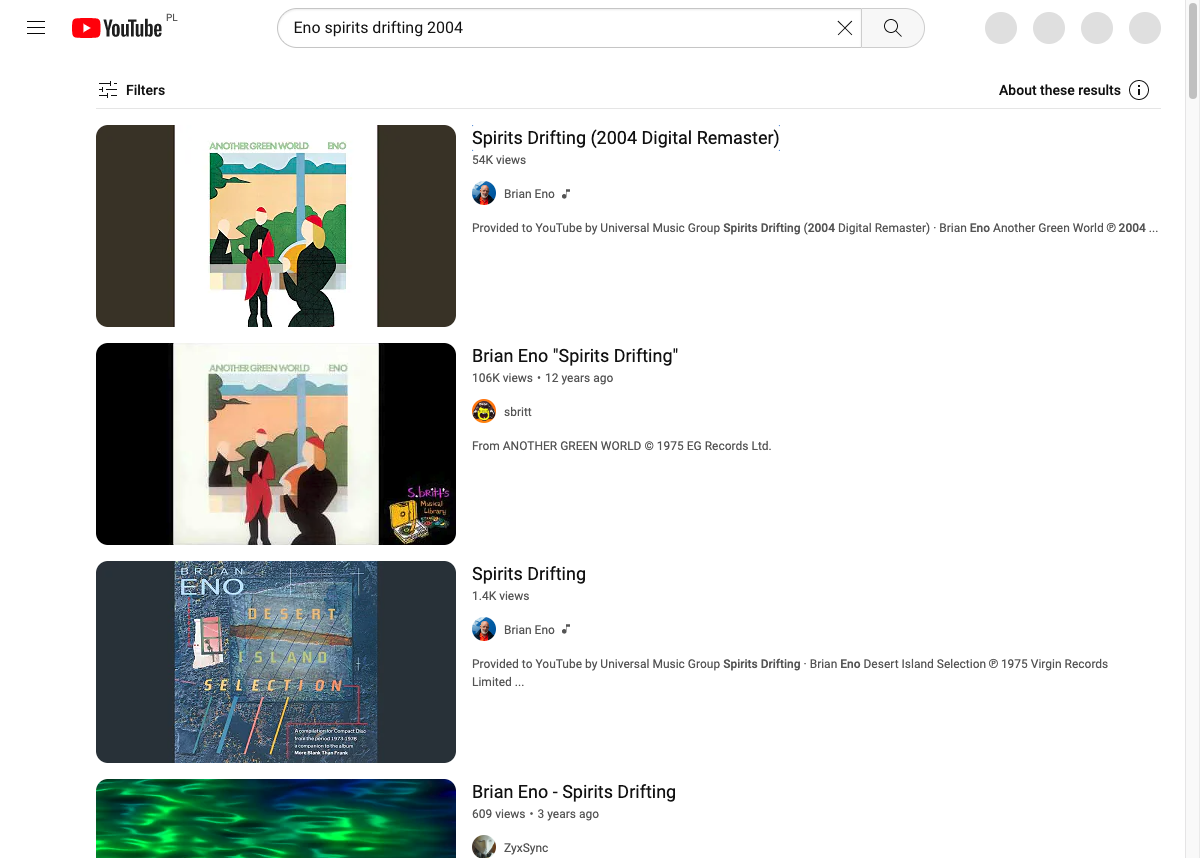 YouTube PL
Eno spirits drifting 2004
Filters
About these results
ANOTHER GREEN WORLD ENO
Spirits Drifting (2004 Digital Remaster)
54K views
Brian Eno
Provided to YouTube by Universal Music Group Spirits Drifting (2004 Digital Remaster) · Brian Eno Another Green World ℗ 2004 ...
ANOTHER GREEN WORLD ENO
S.britt's
Musical
Library
Brian Eno "Spirits Drifting"
106K views • 12 years ago
sbritt
From ANOTHER GREEN WORLD © 1975 EG Records Ltd.
BRIAN
ENO
DESERT
ISLAND
SELECTION
A compilation for Compact Disc
from the period 1973-1978
a companion to the album
More Blank Than Frank
Spirits Drifting
1.4K views
Brian Eno
Provided to YouTube by Universal Music Group Spirits Drifting · Brian Eno Desert Island Selection ℗ 1975 Virgin Records
Limited ...
Brian Eno - Spirits Drifting
609 views • 3 years ago
ZyxSync